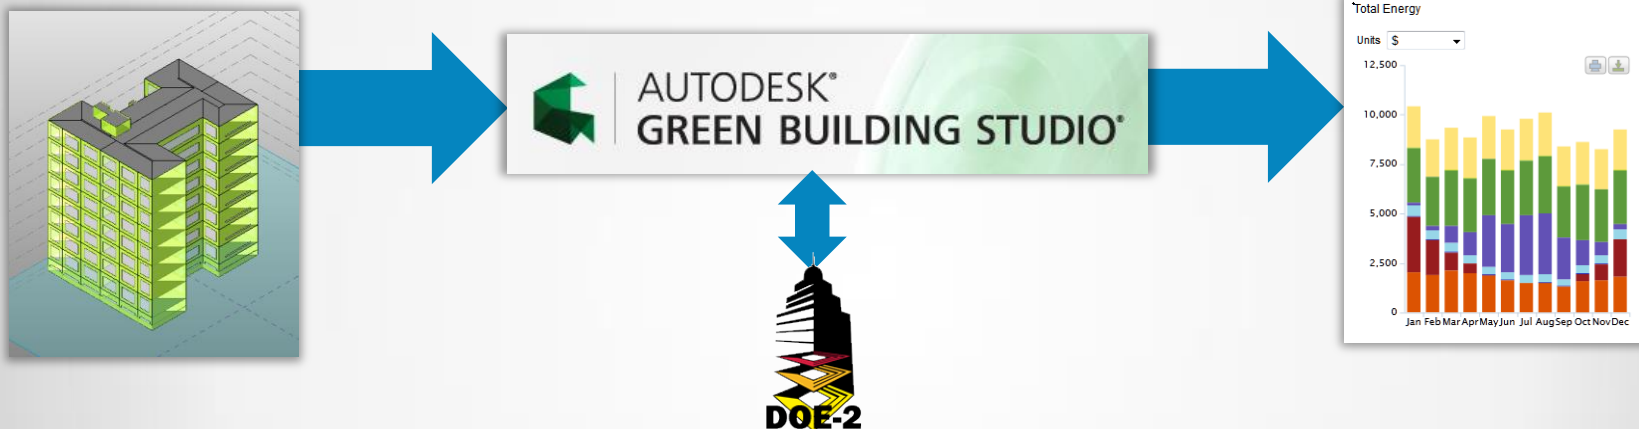 AUTODESK®
GREEN BUILDING STUDIO®
DOE-2
Total Energy
Units $
12,500
10,000
7,500
5,000
2,500
0
Jan Feb Mar Apr May Jun Jul Aug Sep Oct Nov Dec